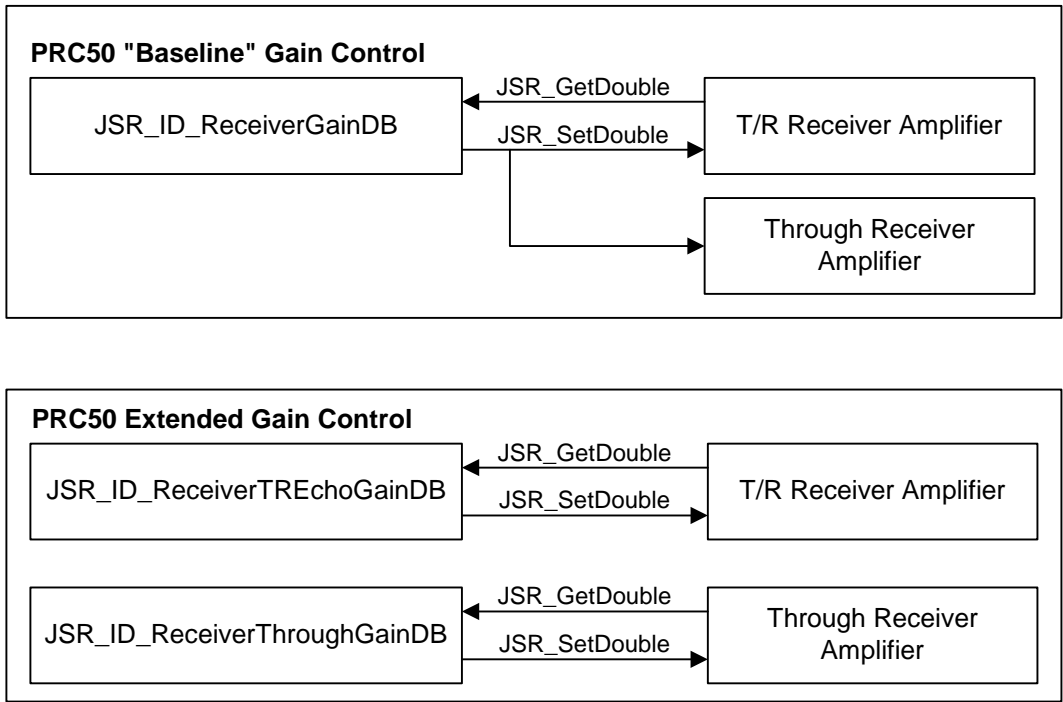 PRC50 "Baseline" Gain Control
JSR_ID_ReceiverGainDB
JSR_GetDouble
JSR_SetDouble
T/R Receiver Amplifier
Through Receiver
Amplifier
PRC50 Extended Gain Control
JSR_ID_ReceiverTREchoGainDB
JSR_GetDouble
JSR_SetDouble
T/R Receiver Amplifier
JSR_ID_ReceiverThroughGainDB
JSR_GetDouble
JSR_SetDouble
Through Receiver
Amplifier